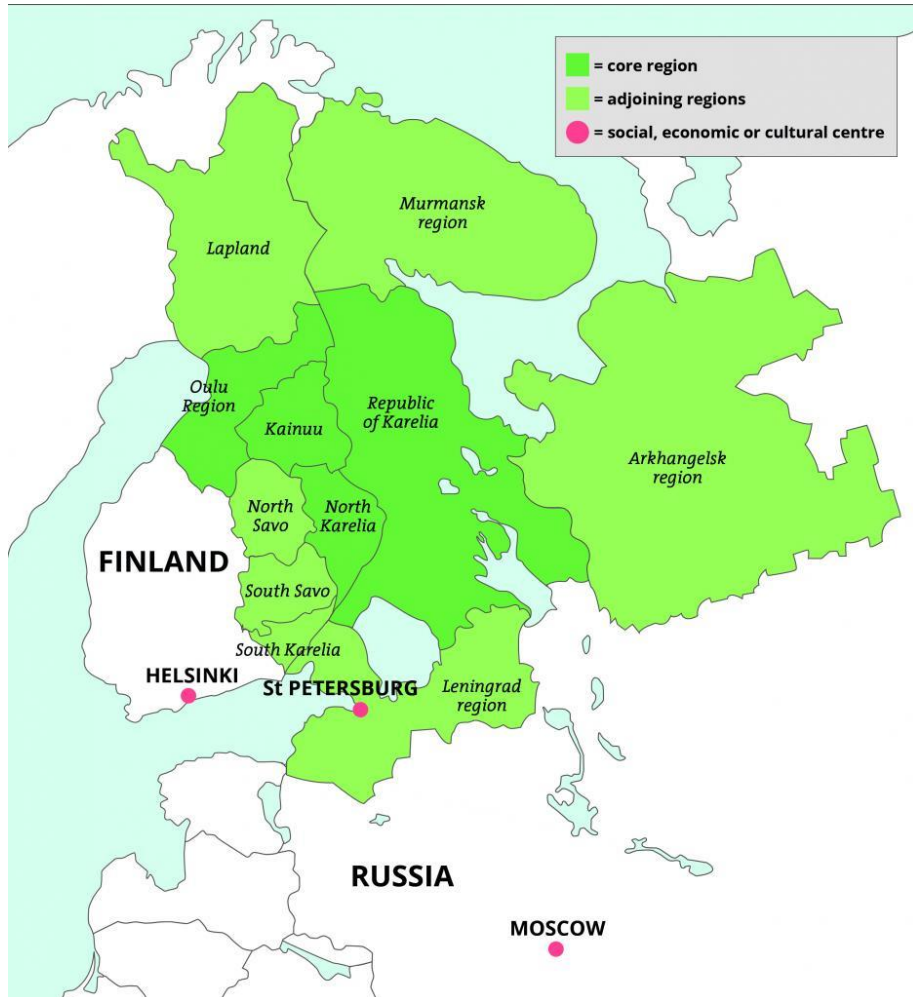 = core region
= adjoining regions
= social, economic or cultural centre
Murmansk
region
Lapland
Oulu
Region
Republic
of Karelia
Kainuu
Arkhangelsk
region
North
Savo
North
Karelia
FINLAND
South Savo
South Karelia
HELSINKI
St PETERSBURG
Leningrad
region
RUSSIA
MOSCOW